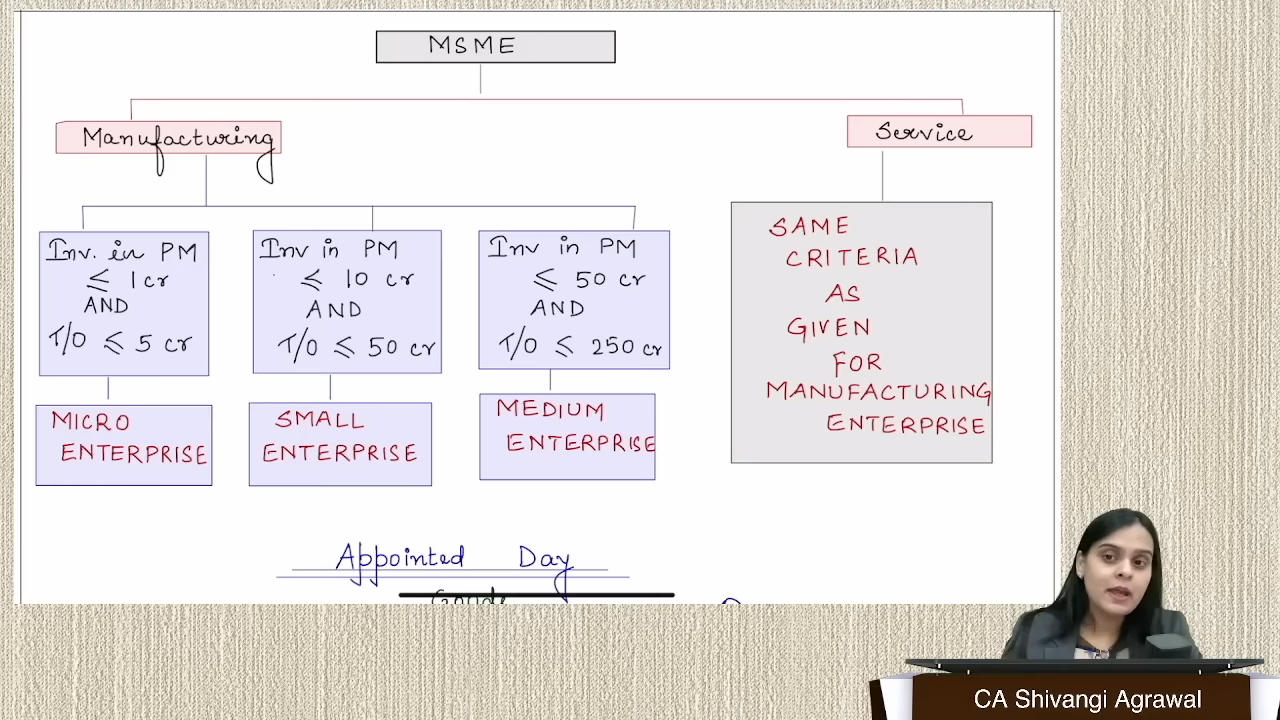 MSME
Manufacturing
Service
Inv. in PM
≤ 1 cr
AND
T/O ≤ 5 cr
Inv in PM
≤ 10 cr
AND
T/O ≤ 50 cr
Inv in PM
≤ 50 cr
AND
T/O ≤ 250 cr
SAME
CRITERIA
AS
GIVEN
FOR
MANUFACTURING
ENTERPRISE
MICRO
ENTERPRISE
SMALL
ENTERPRISE
MEDIUM
ENTERPRISE
Appointed Day
Goods
CA Shivangi Agrawal